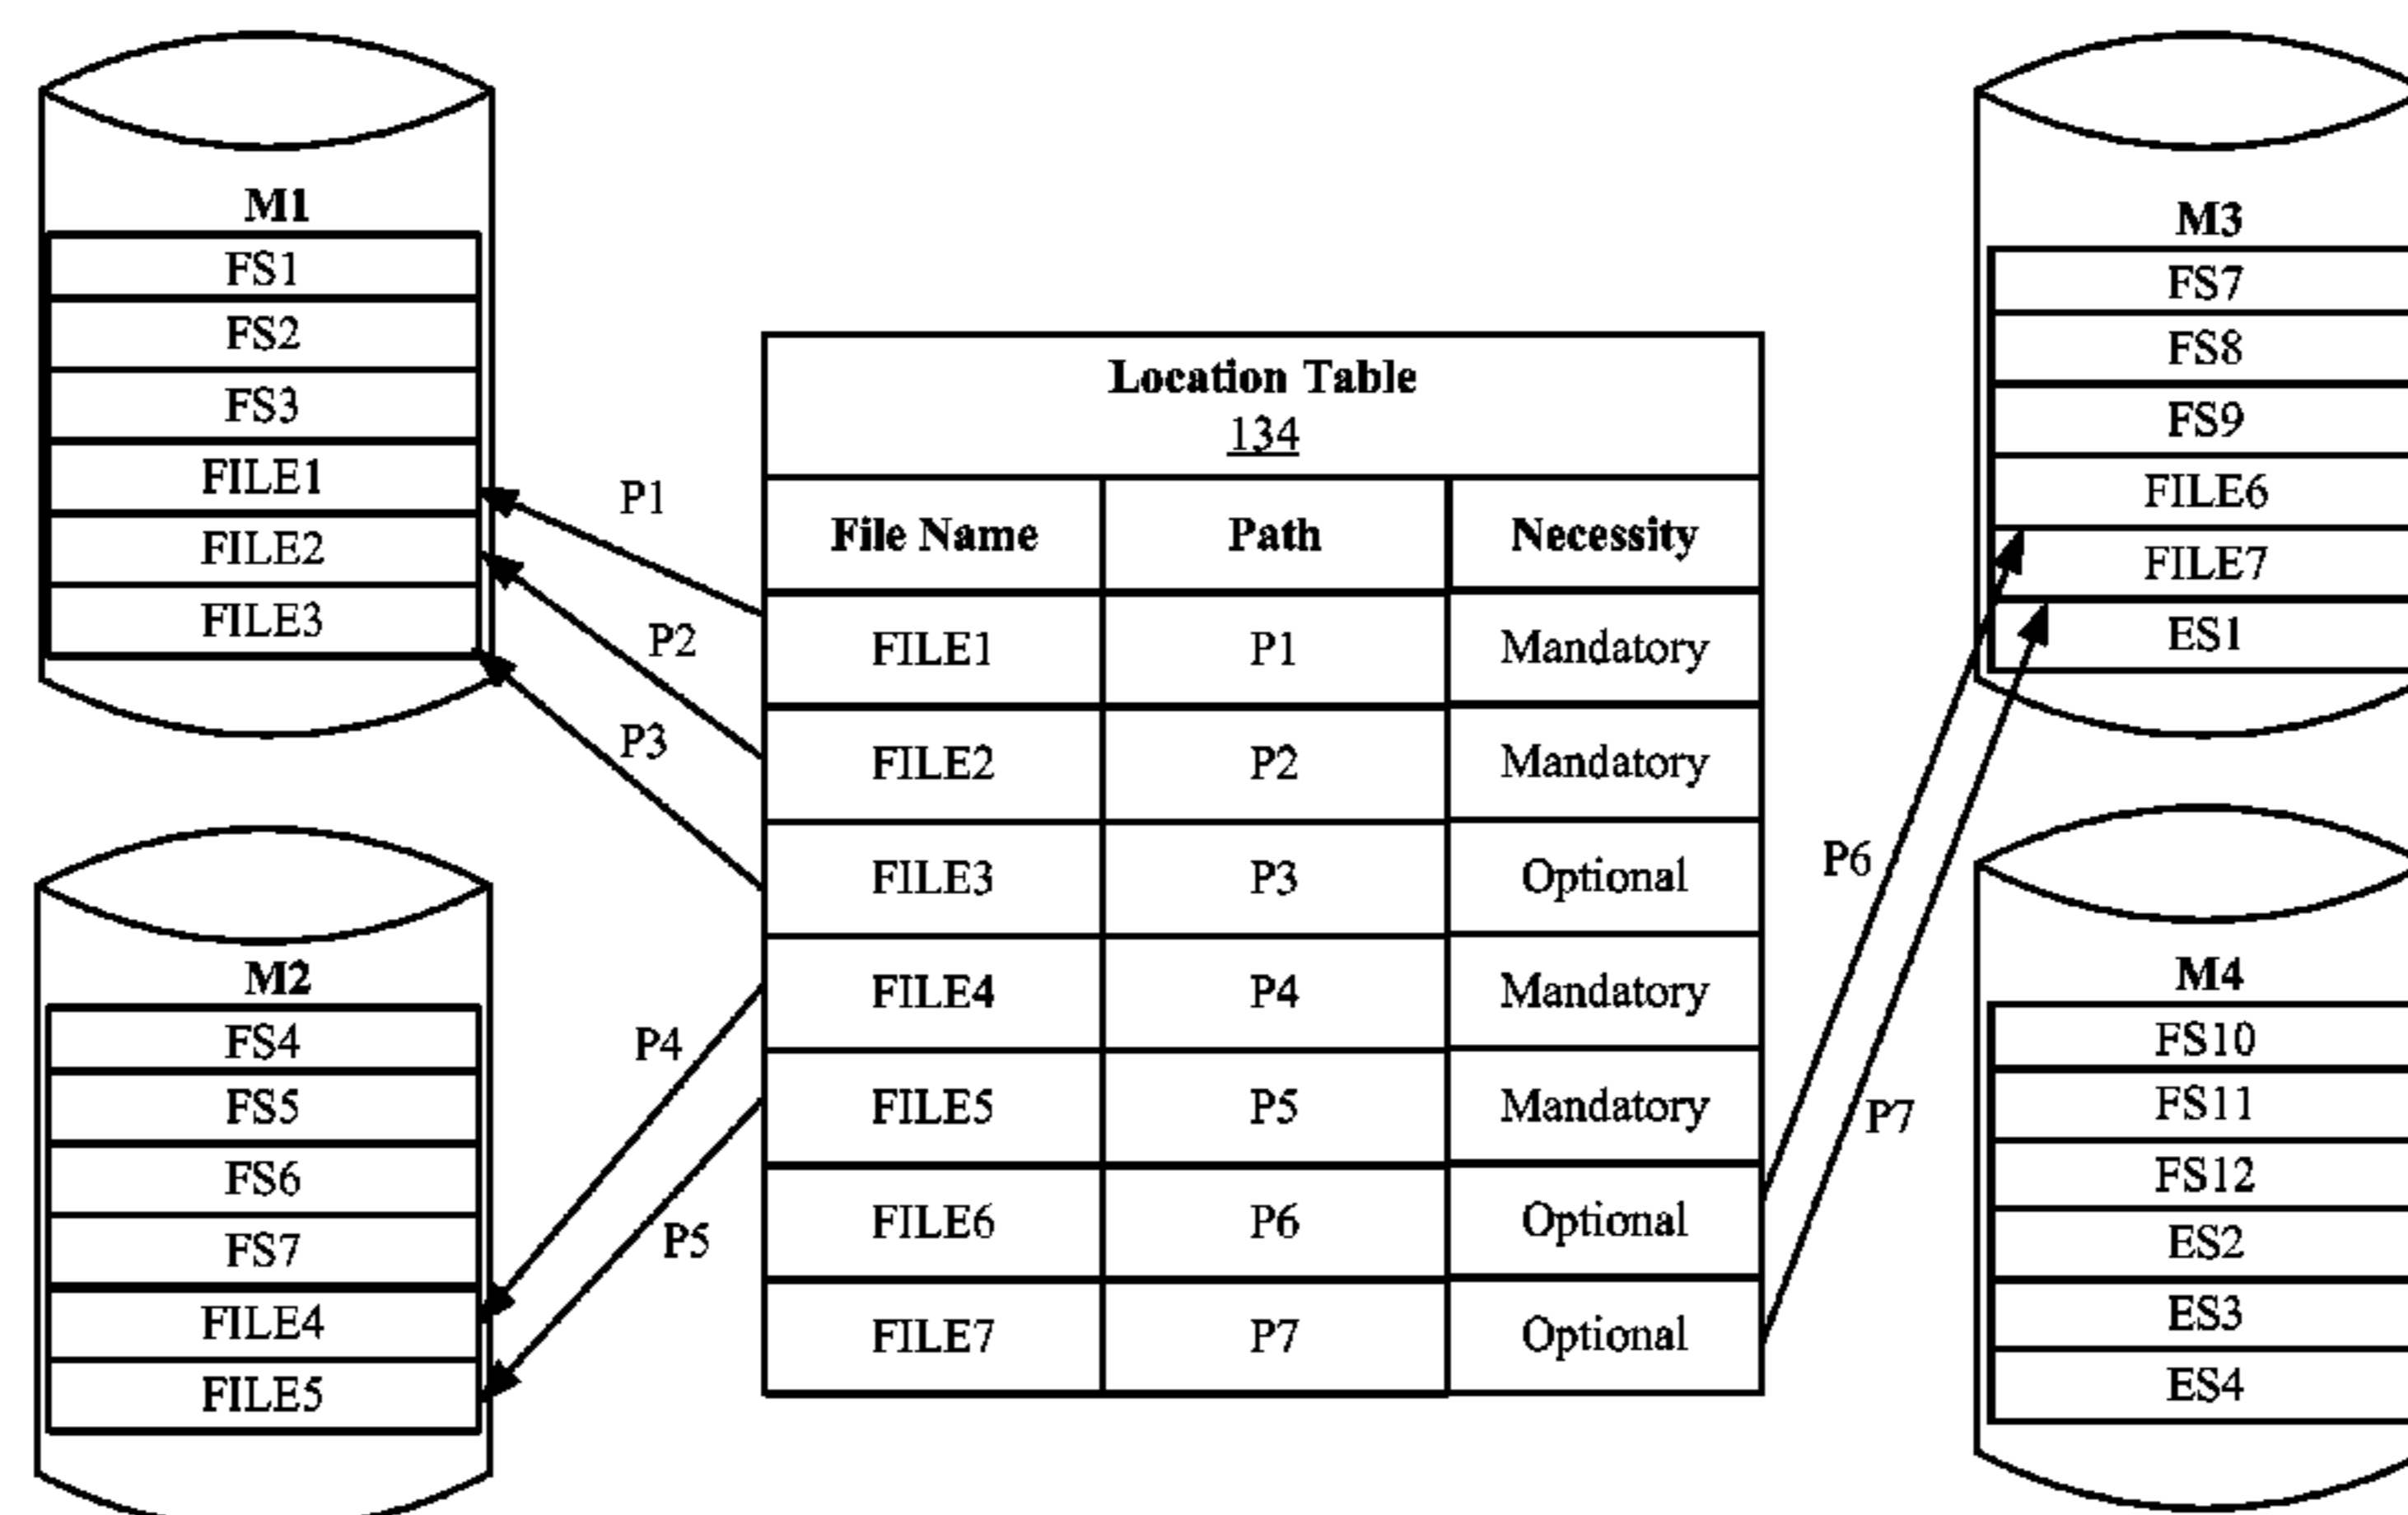 M1
FS1
FS2
FS3
FILE1
FILE2
FILE3
M2
FS4
FS5
FS6
FS7
FILE4
FILE5
P1
P2
P3
P4
P5
Location Table
134
File Name Path Necessity
FILE1 P1 Mandatory
FILE2 P2 Mandatory
FILE3 P3 Optional
FILE4 P4 Mandatory
FILE5 P5 Mandatory
FILE6 P6 Optional
FILE7 P7 Optional
P6
P7
M3
FS7
FS8
FS9
FILE6
FILE7
ES1
M4
FS10
FS11
FS12
ES2
ES3
ES4